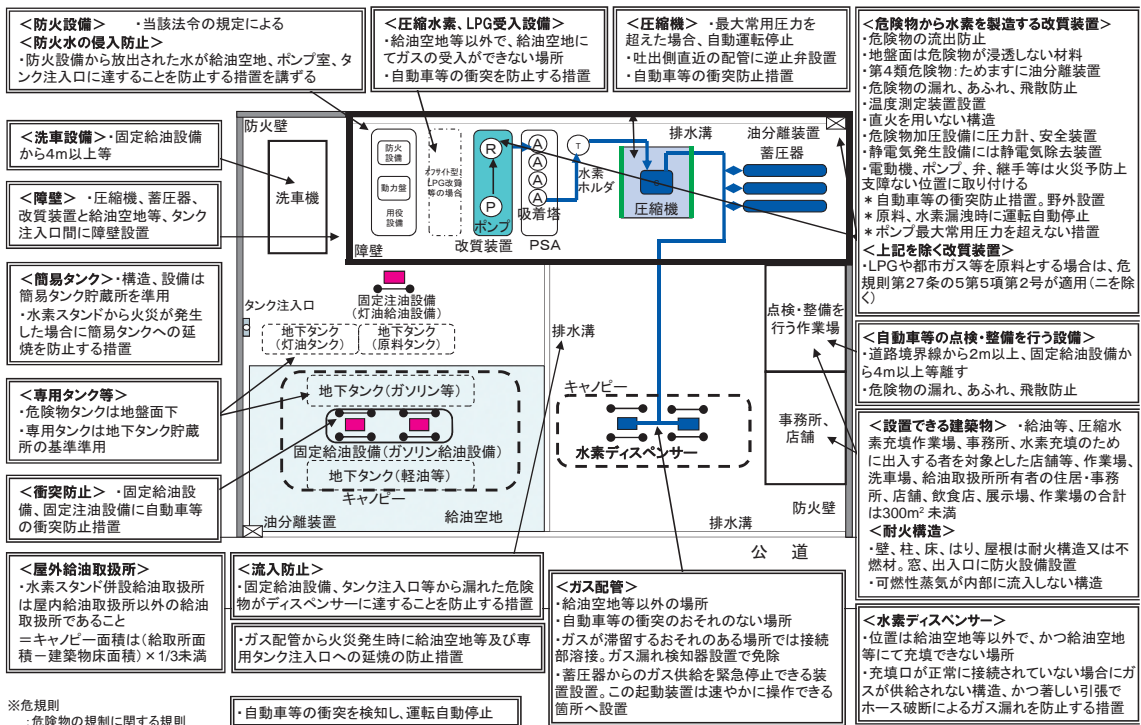 <防火設備> ・当該法令の規定による
<防火水の侵入防止>
・防火設備から放出された水が給油空地、ポンプ室、タ
ンク注入口に達することを防止する措置を講ずる
<圧縮水素、LPG受入設備>
・給油空地等以外で、給油空地に
てガスの受入ができない場所
・自動車等の衝突を防止する措置
<圧縮機> ・最大常用圧力を
超えた場合、自動運転停止
・吐出側直近の配管に逆止弁設置
・自動車等の衝突防止措置
<危険物から水素を製造する改質装置>
・危険物の流出防止
・地盤面は危険物が浸透しない材料
・第4類危険物:ためますに油分離装置
・危険物の漏れ、あふれ、飛散防止
・温度測定装置設置
・直火を用いない構造
・危険物加圧設備に圧力計、安全装置
・静電気発生設備には静電気除去装置
・電動機、ポンプ、弁、継手等は火災予防上
支障ない位置に取り付ける
*自動車等の衝突防止措置。野外設置
*原料、水素漏洩時に運転自動停止
*ポンプ最大常用圧力を超えない措置
<上記を除く改質装置>
・LPGや都市ガス等を原料とする場合は、危
規則第27条の5第5項第2号が適用(ニを除
く)
<洗車設備>・固定給油設備
から4m以上等
<障壁> ・圧縮機、蓄圧器、
改質装置と給油空地等、タンク
注入口間に障壁設置
<簡易タンク>・構造、設備は
簡易タンク貯蔵所を準用
・水素スタンドから火災が発生
した場合に簡易タンクへの延
焼を防止する措置
<専用タンク等>
・危険物タンクは地盤面下
・専用タンクは地下タンク貯蔵
所の基準準用
<衝突防止> ・固定給油設
備、固定注油設備に自動車等
の衝突防止措置
防火壁
洗車機
防火
設備
動力盤
用役
設備
オフサイト型
LPG改質
等の場合
R
P
ポンプ
改質装置
A
A
A
A
吸着塔
PSA
T
水素
ホルダ
排水溝
C
圧縮機
油分離装置
蓄圧器
障壁
タンク注入口
固定注油設備
(灯油給油設備)
地下タンク
(灯油タンク)
地下タンク
(原料タンク)
排水溝
点検・整備を
行う作業場
地下タンク(ガソリン等)
固定給油設備(ガソリン給油設備)
地下タンク(軽油等)
キャノピー
キャノピー
水素ディスペンサー
事務所、
店舗
油分離装置
給油空地
排水溝
防火壁
公 道
<自動車等の点検・整備を行う設備>
・道路境界線から2m以上、固定給油設備か
ら4m以上等離す
・危険物の漏れ、あふれ、飛散防止
<設置できる建築物> ・給油等、圧縮水
素充填作業場、事務所、水素充填のため
に出入する者を対象とした店舗等、作業場、
洗車場、給油取扱所所有者の住居・事務
所、店舗、飲食店、展示場、作業場の合計
は300m²未満
<耐火構造>
・壁、柱、床、はり、屋根は耐火構造又は不
燃材。窓、出入口に防火設備設置
・可燃性蒸気が内部に流入しない構造
<屋外給油取扱所>
・水素スタンド併設給油取扱所
は屋内給油取扱所以外の給油
取扱所であること
=キャノピー面積は(給取所面
積−建築物床面積)×1/3未満
<流入防止>
・固定給油設備、タンク注入口等から漏れた危険
物がディスペンサーに達することを防止する措置
・ガス配管から火災発生時に給油空地等及び専
用タンク注入口への延焼の防止措置
<ガス配管>
・給油空地等以外の場所
・自動車等の衝突のおそれのない場所
・ガスが滞留するおそれのある場所では接続
部溶接。ガス漏れ検知器設置で免除
・蓄圧器からのガス供給を緊急停止できる装
置設置。この起動装置は速やかに操作できる
箇所へ設置
<水素ディスペンサー>
・位置は給油空地等以外で、かつ給油空地
等にて充填できない場所
・充填口が正常に接続されていない場合にガ
スが供給されない構造、かつ著しい引張で
ホース破断によるガス漏れを防止する措置
※危規則
:危険物の規制に関する規則
・自動車等の衝突を検知し、運転自動停止